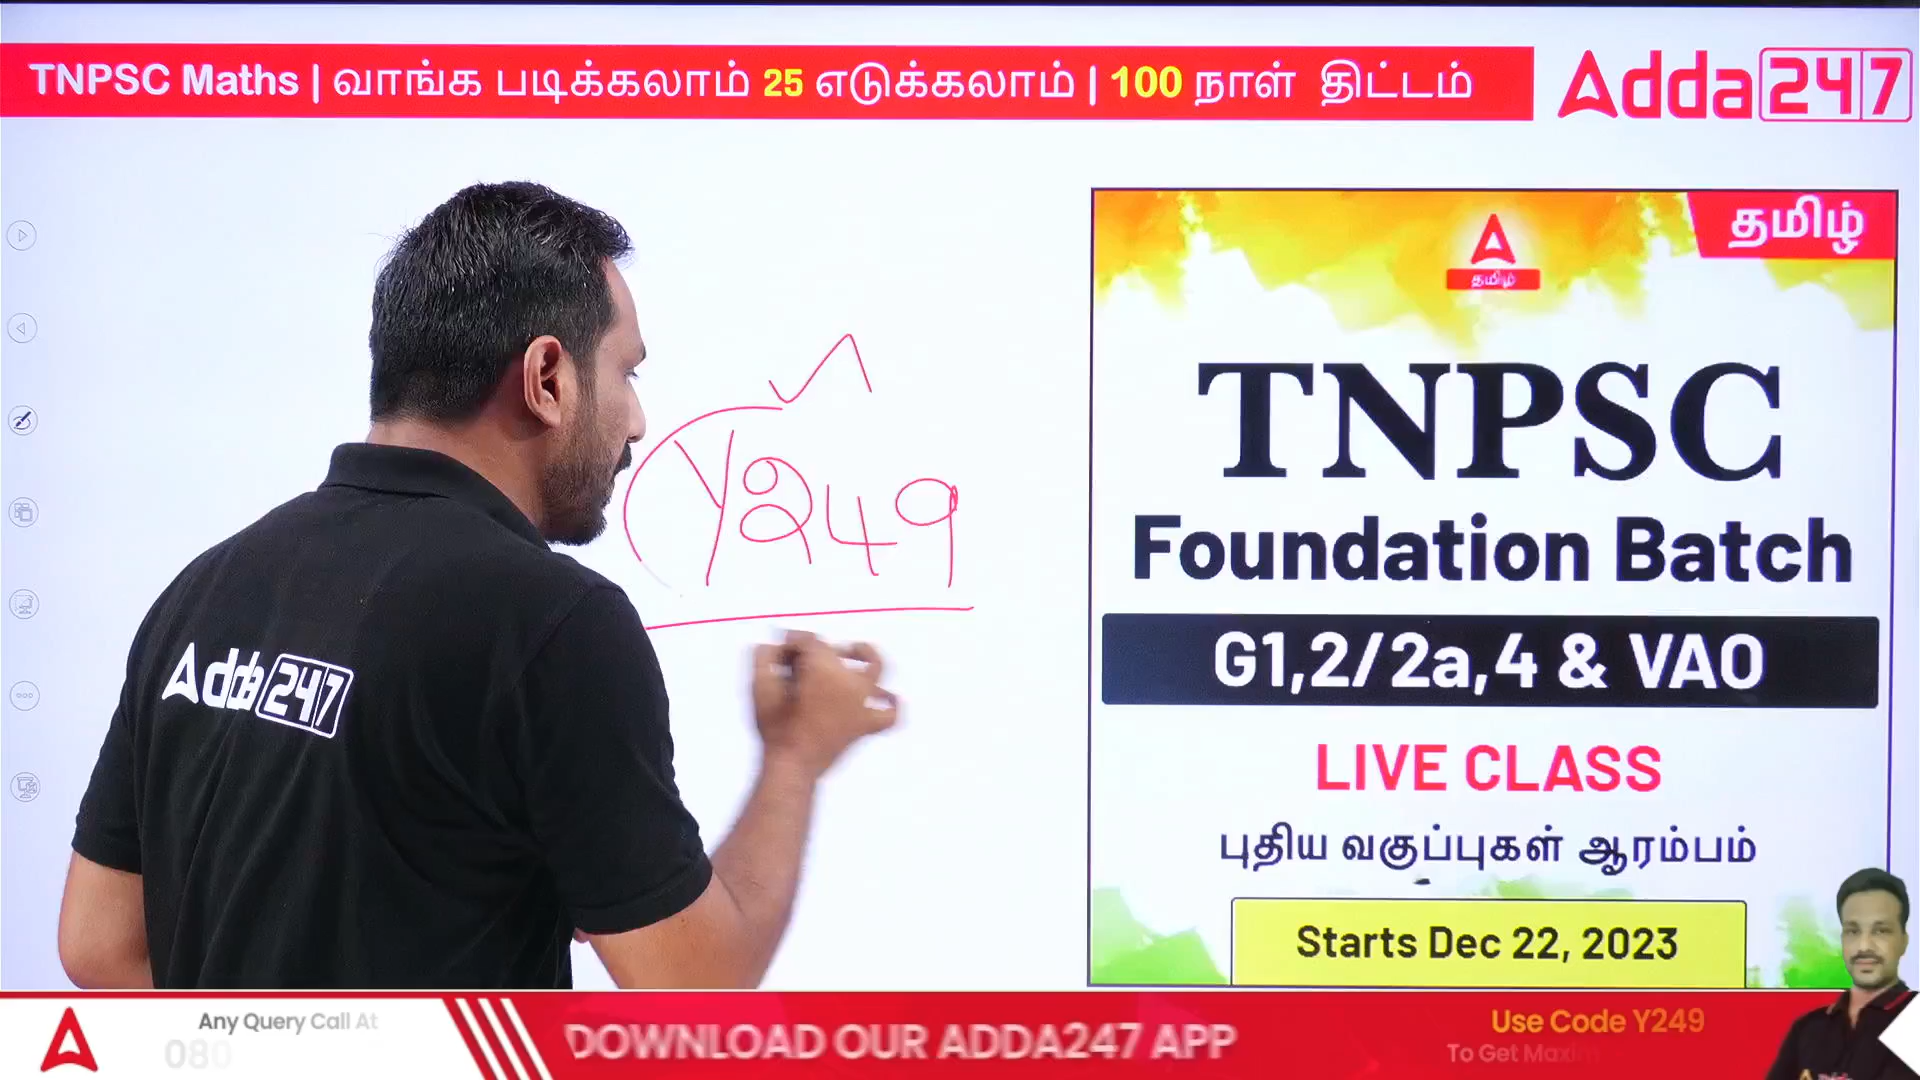 TNPSC Maths | வாங்க படிக்கலாம் 25 எடுக்கலாம் | 100 நாள் திட்டம்
Adda247
தமிழ்
தமிழ்
TNPSC
Foundation Batch
G1,2/2a,4 & VAO
LIVE CLASS
புதிய வகுப்புகள் ஆரம்பம்
Starts Dec 22, 2023
Y249
Adda247
Any Query Call At
080
DOWNLOAD OUR ADDA247 APP
Use Code Y249
To Get